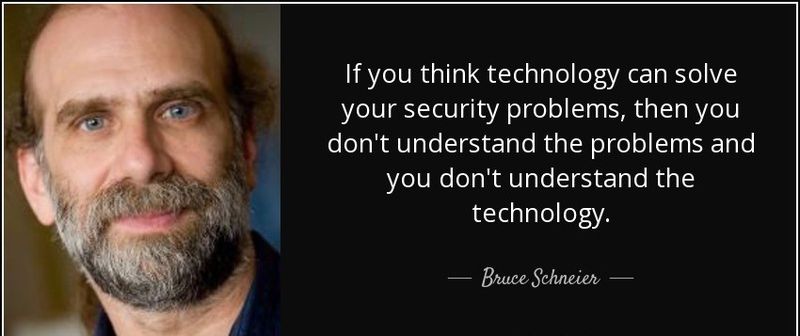 If you think technology can solve
your security problems, then you
don't understand the problems and
you don't understand the
technology.
Bruce Schneier